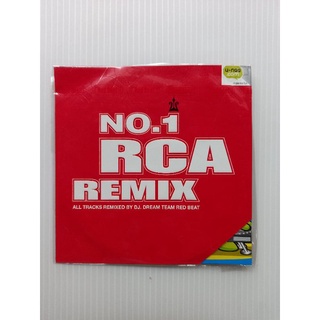 NO.1
RCA
REMIX
ALL TRACKS REMIXED BY DJ. DREAM TEAM RED BEAT